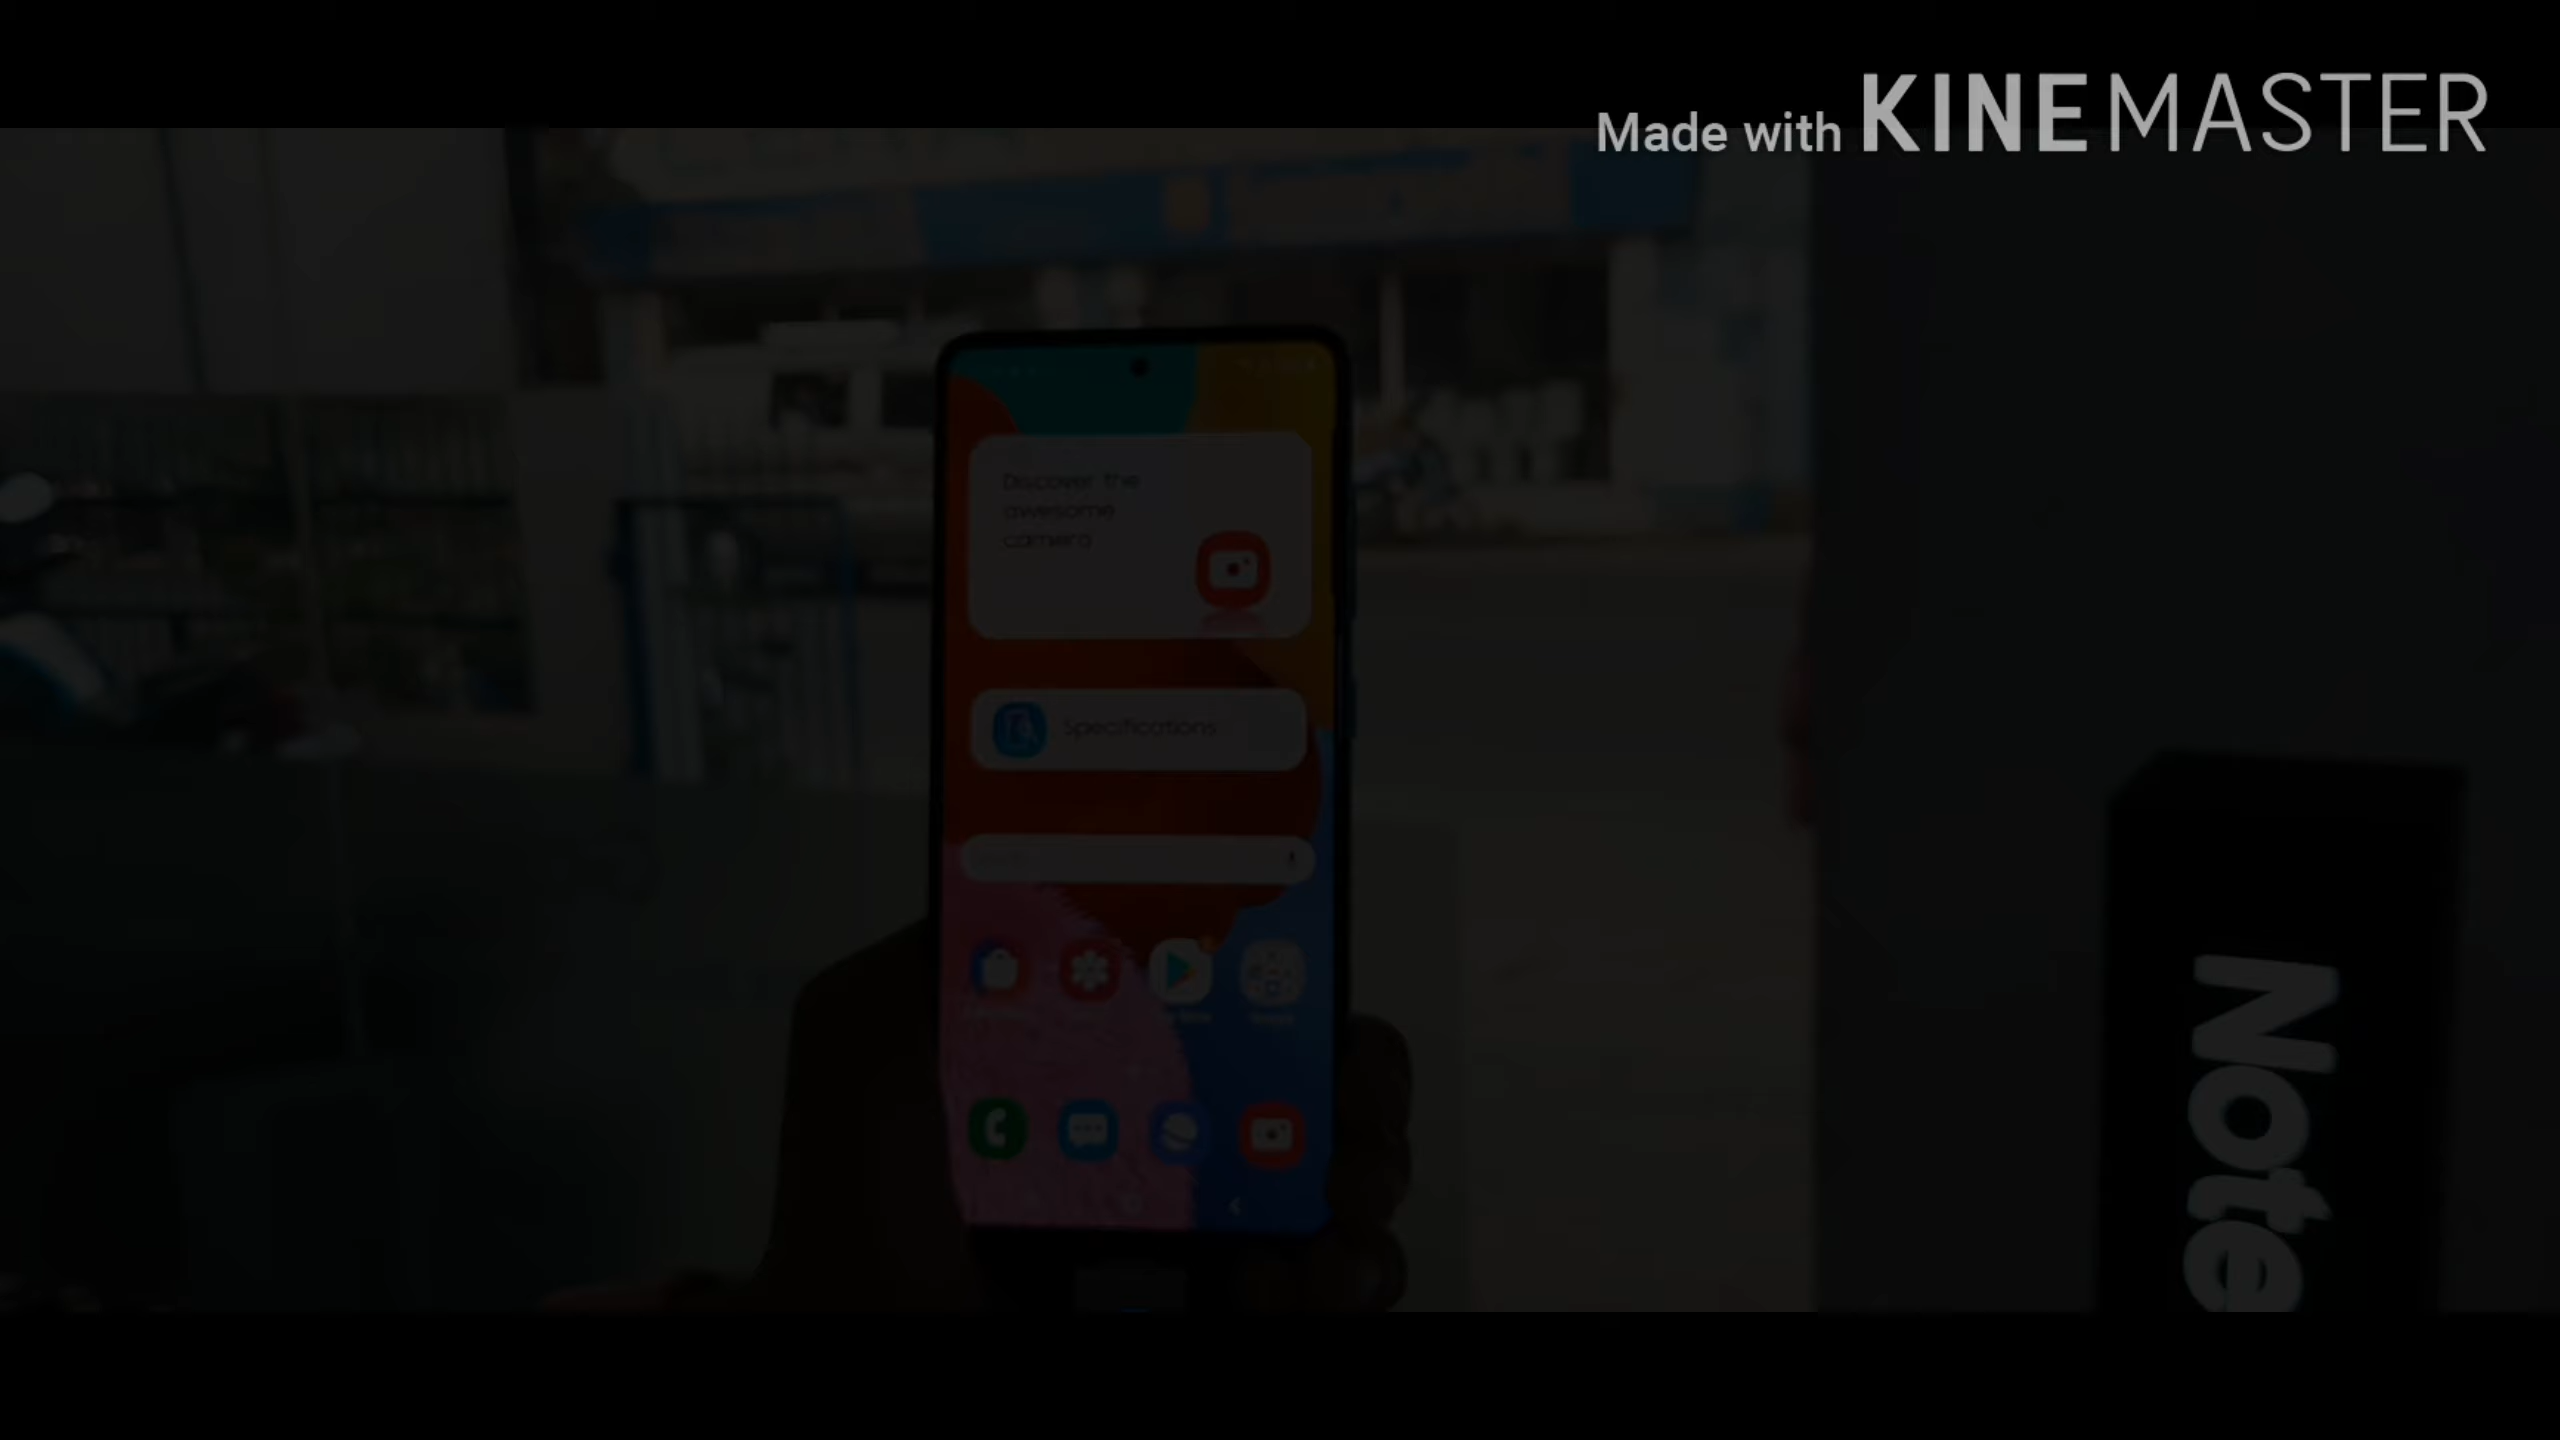 Made with KINEMASTER
Discover the
awesome
camera
Specifications
Note